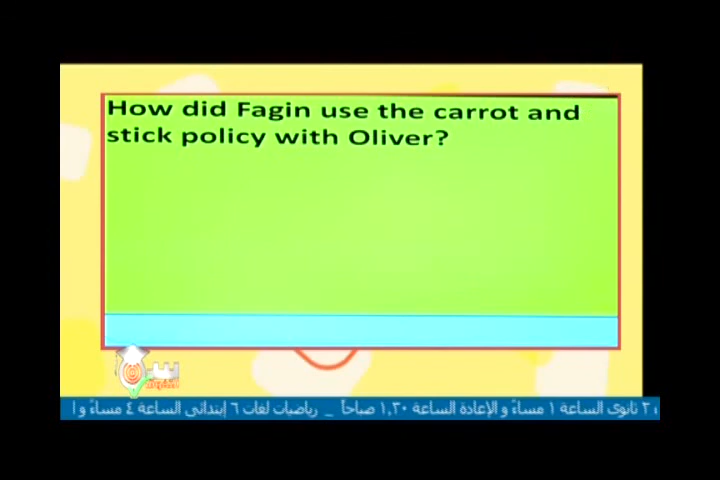 How did Fagin use the carrot and
stick policy with Oliver?
٢ ثانوى الساعة ١ مساءً و الإعادة الساعة ١,٣٠ صباحاً _ رياضيات لغات ٦ إبتدائى الساعة ٤ مساءً و ا